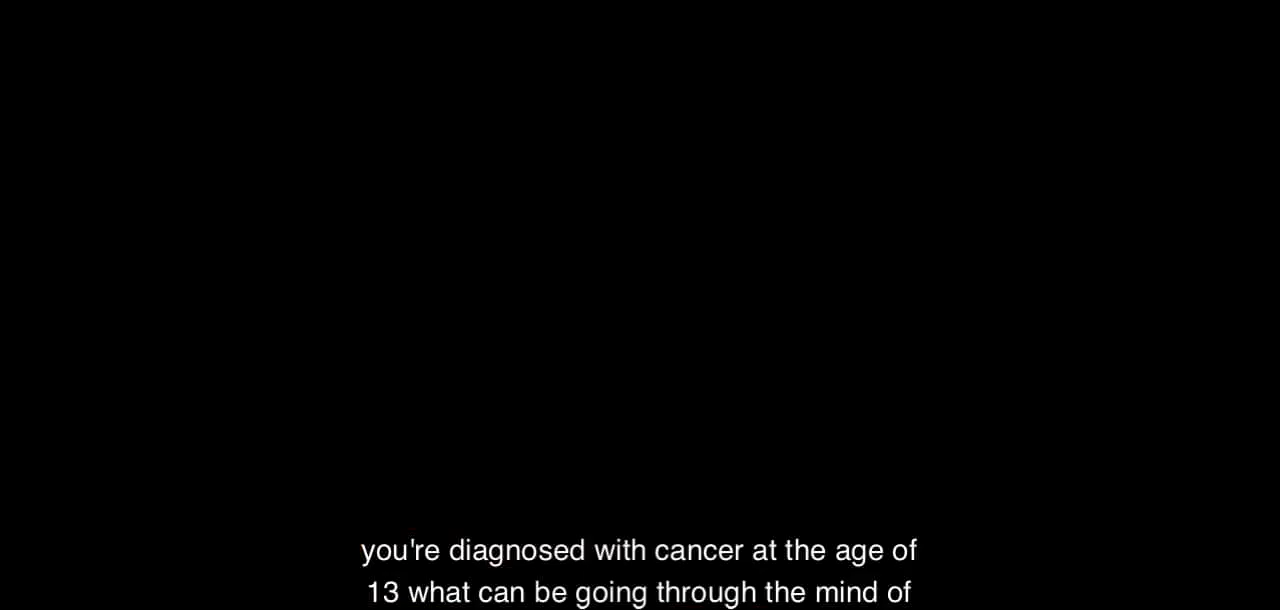 you're diagnosed with cancer at the age of
13 what can be going through the mind of